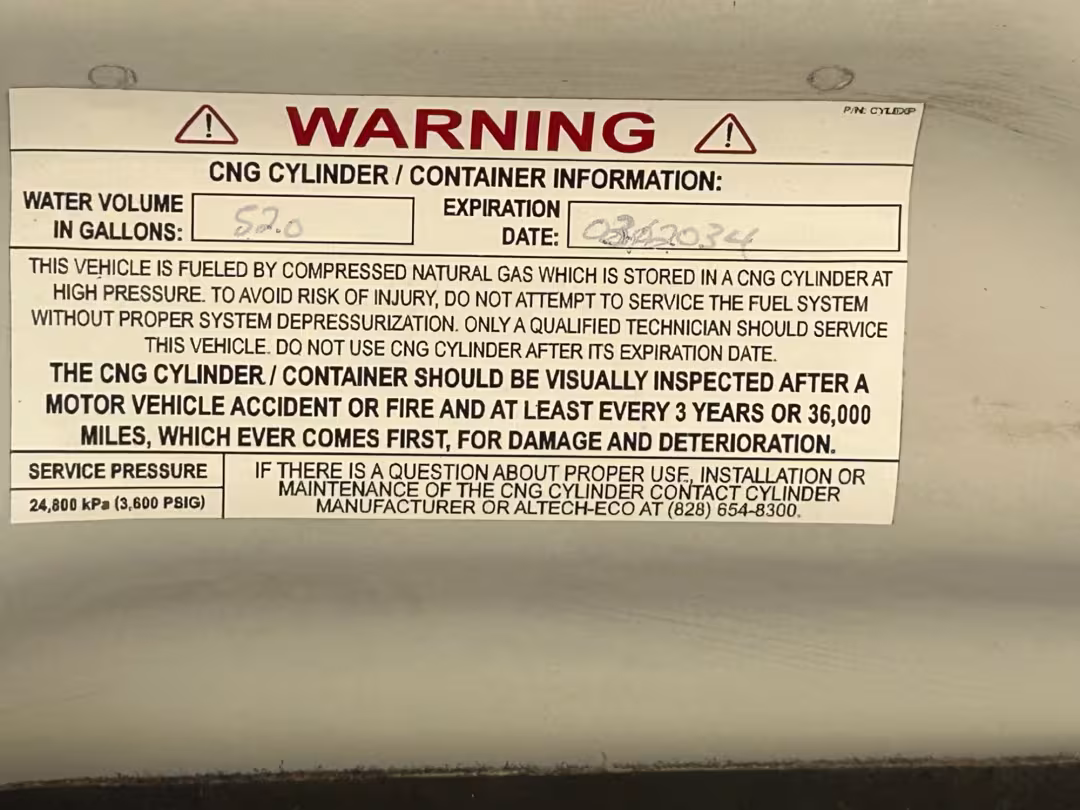 P/N: CYLEXP
WARNING
CNG CYLINDER / CONTAINER INFORMATION:
WATER VOLUME
IN GALLONS:
52.0
EXPIRATION
DATE:
THIS VEHICLE IS FUELED BY COMPRESSED NATURAL GAS WHICH IS STORED IN A CNG CYLINDER AT
HIGH PRESSURE. TO AVOID RISK OF INJURY, DO NOT ATTEMPT TO SERVICE THE FUEL SYSTEM
WITHOUT PROPER SYSTEM DEPRESSURIZATION. ONLY A QUALIFIED TECHNICIAN SHOULD SERVICE
THIS VEHICLE. DO NOT USE CNG CYLINDER AFTER ITS EXPIRATION DATE.
THE CNG CYLINDER / CONTAINER SHOULD BE VISUALLY INSPECTED AFTER A
MOTOR VEHICLE ACCIDENT OR FIRE AND AT LEAST EVERY 3 YEARS OR 36,000
MILES, WHICH EVER COMES FIRST, FOR DAMAGE AND DETERIORATION.
SERVICE PRESSURE
24,800 kPa (3,600 PSIG)
IF THERE IS A QUESTION ABOUT PROPER USE, INSTALLATION OR
MAINTENANCE OF THE CNG CYLINDER CONTACT CYLINDER
MANUFACTURER OR ALTECH-ECO AT (828) 654-8300.